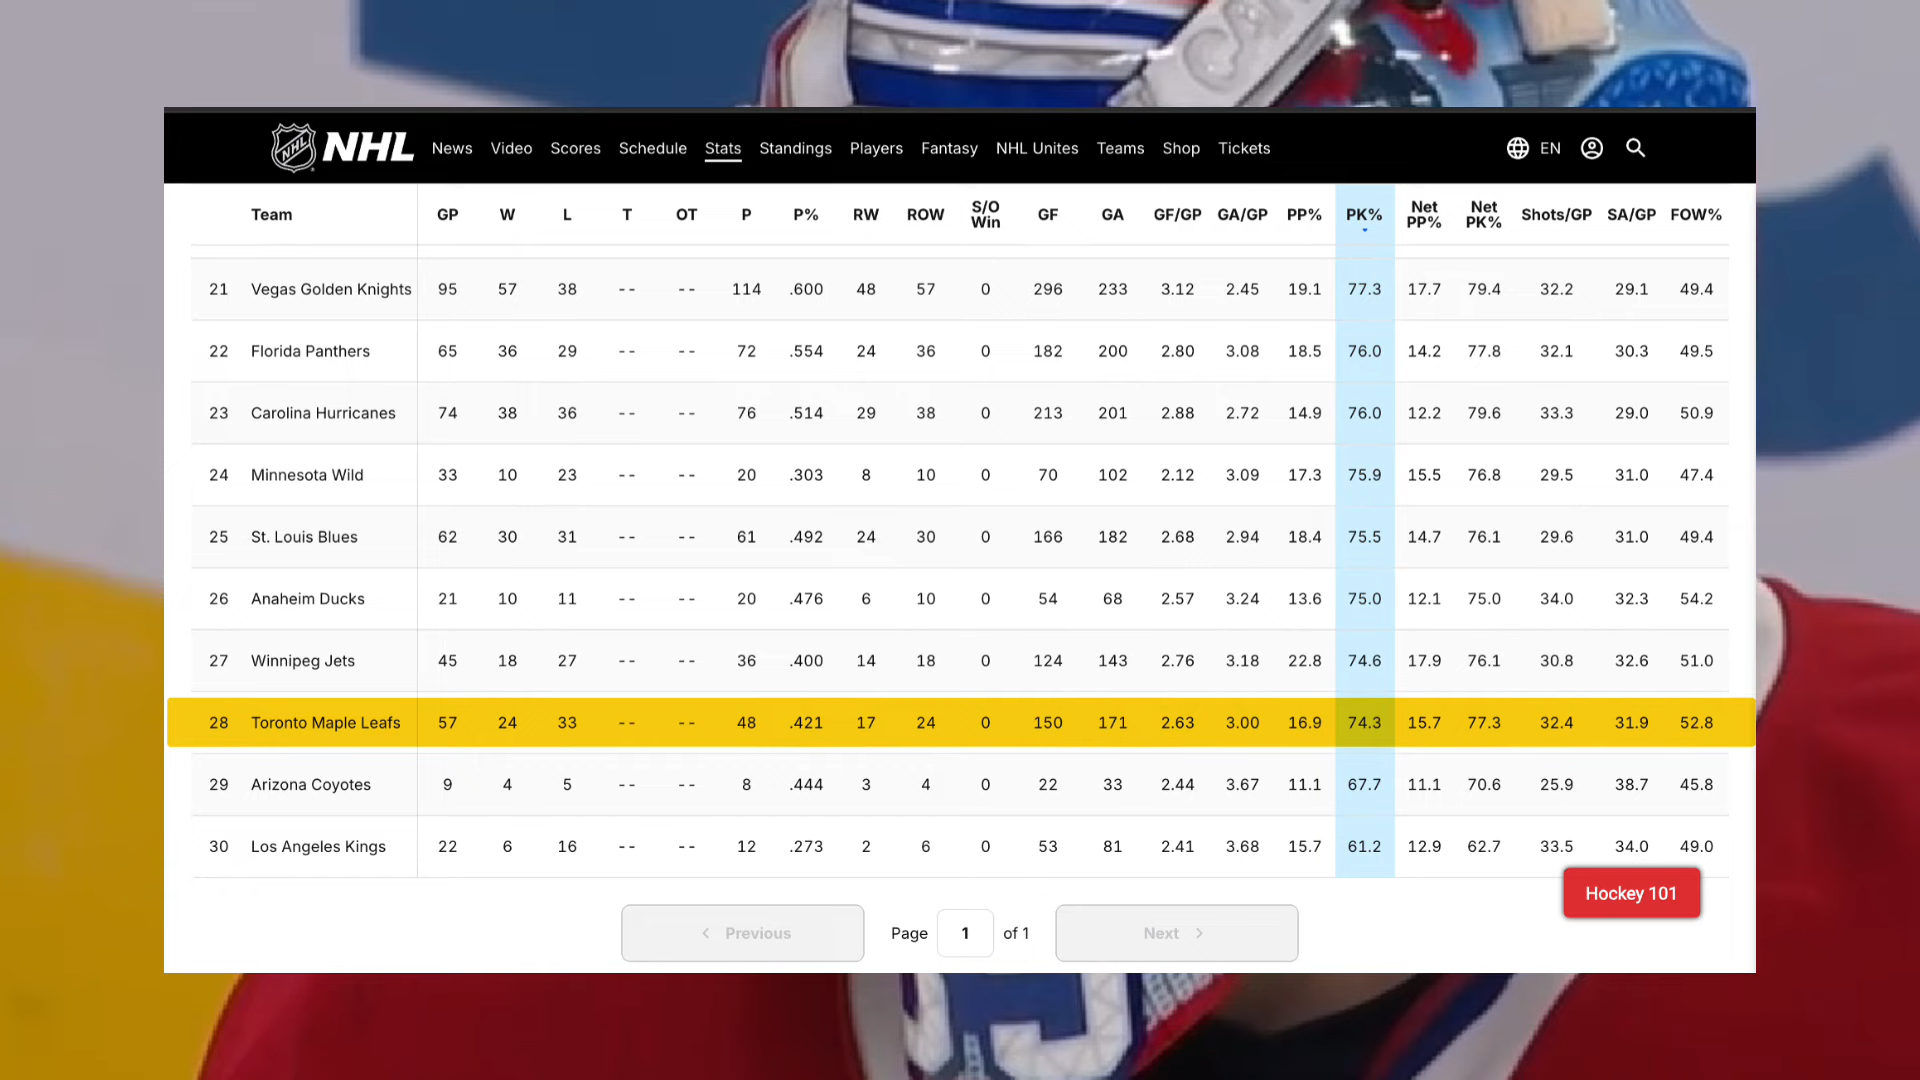 NHL NHL News Video Scores Schedule Stats Standings Players Fantasy NHL Unites Teams Shop Tickets EN
Team GP W L T OT P P% RW ROW S/O Win GF GA GF/GP GA/GP PP% PK% Net PP% Net PK% Shots/GP SA/GP FOW%
21 Vegas Golden Knights 95 57 38 -- -- 114 .600 48 57 0 296 233 3.12 2.45 19.1 77.3 17.7 79.4 32.2 29.1 49.4
22 Florida Panthers 65 36 29 -- -- 72 .554 24 36 0 182 200 2.80 3.08 18.5 76.0 14.2 77.8 32.1 30.3 49.5
23 Carolina Hurricanes 74 38 36 -- -- 76 .514 29 38 0 213 201 2.88 2.72 14.9 76.0 12.2 79.6 33.3 29.0 50.9
24 Minnesota Wild 33 10 23 -- -- 20 .303 8 10 0 70 102 2.12 3.09 17.3 75.9 15.5 76.8 29.5 31.0 47.4
25 St. Louis Blues 62 30 31 -- -- 61 .492 24 30 0 166 182 2.68 2.94 18.4 75.5 14.7 76.1 29.6 31.0 49.4
26 Anaheim Ducks 21 10 11 -- -- 20 .476 6 10 0 54 68 2.57 3.24 13.6 75.0 12.1 75.0 34.0 32.3 54.2
27 Winnipeg Jets 45 18 27 -- -- 36 .400 14 18 0 124 143 2.76 3.18 22.8 74.6 17.9 76.1 30.8 32.6 51.0
28 Toronto Maple Leafs 57 24 33 -- -- 48 .421 17 24 0 150 171 2.63 3.00 16.9 74.3 15.7 77.3 32.4 31.9 52.8
29 Arizona Coyotes 9 4 5 -- -- 8 .444 3 4 0 22 33 2.44 3.67 11.1 67.7 11.1 70.6 25.9 38.7 45.8
30 Los Angeles Kings 22 6 16 -- -- 12 .273 2 6 0 53 81 2.41 3.68 15.7 61.2 12.9 62.7 33.5 34.0 49.0
Hockey 101
Previous Page 1 of 1 Next